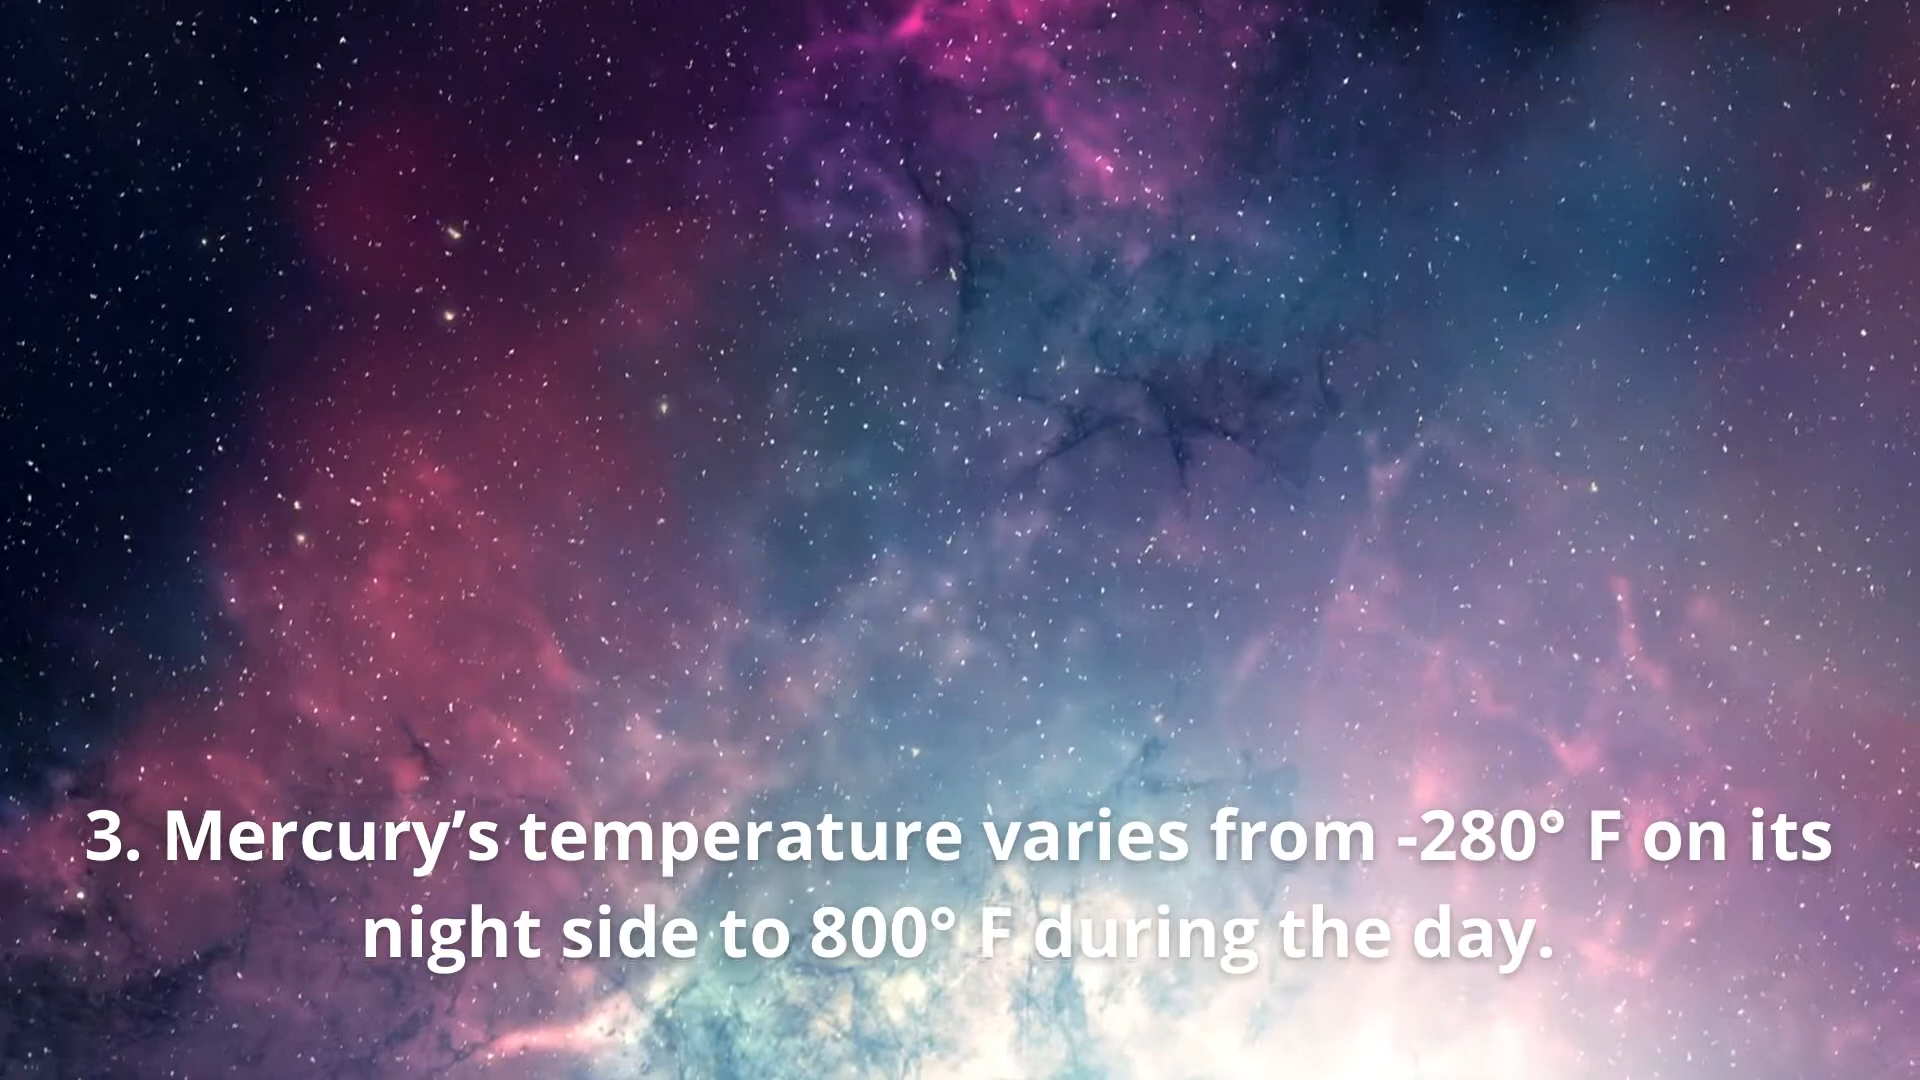 3. Mercury’s temperature varies from -280° F on its
night side to 800° F during the day.